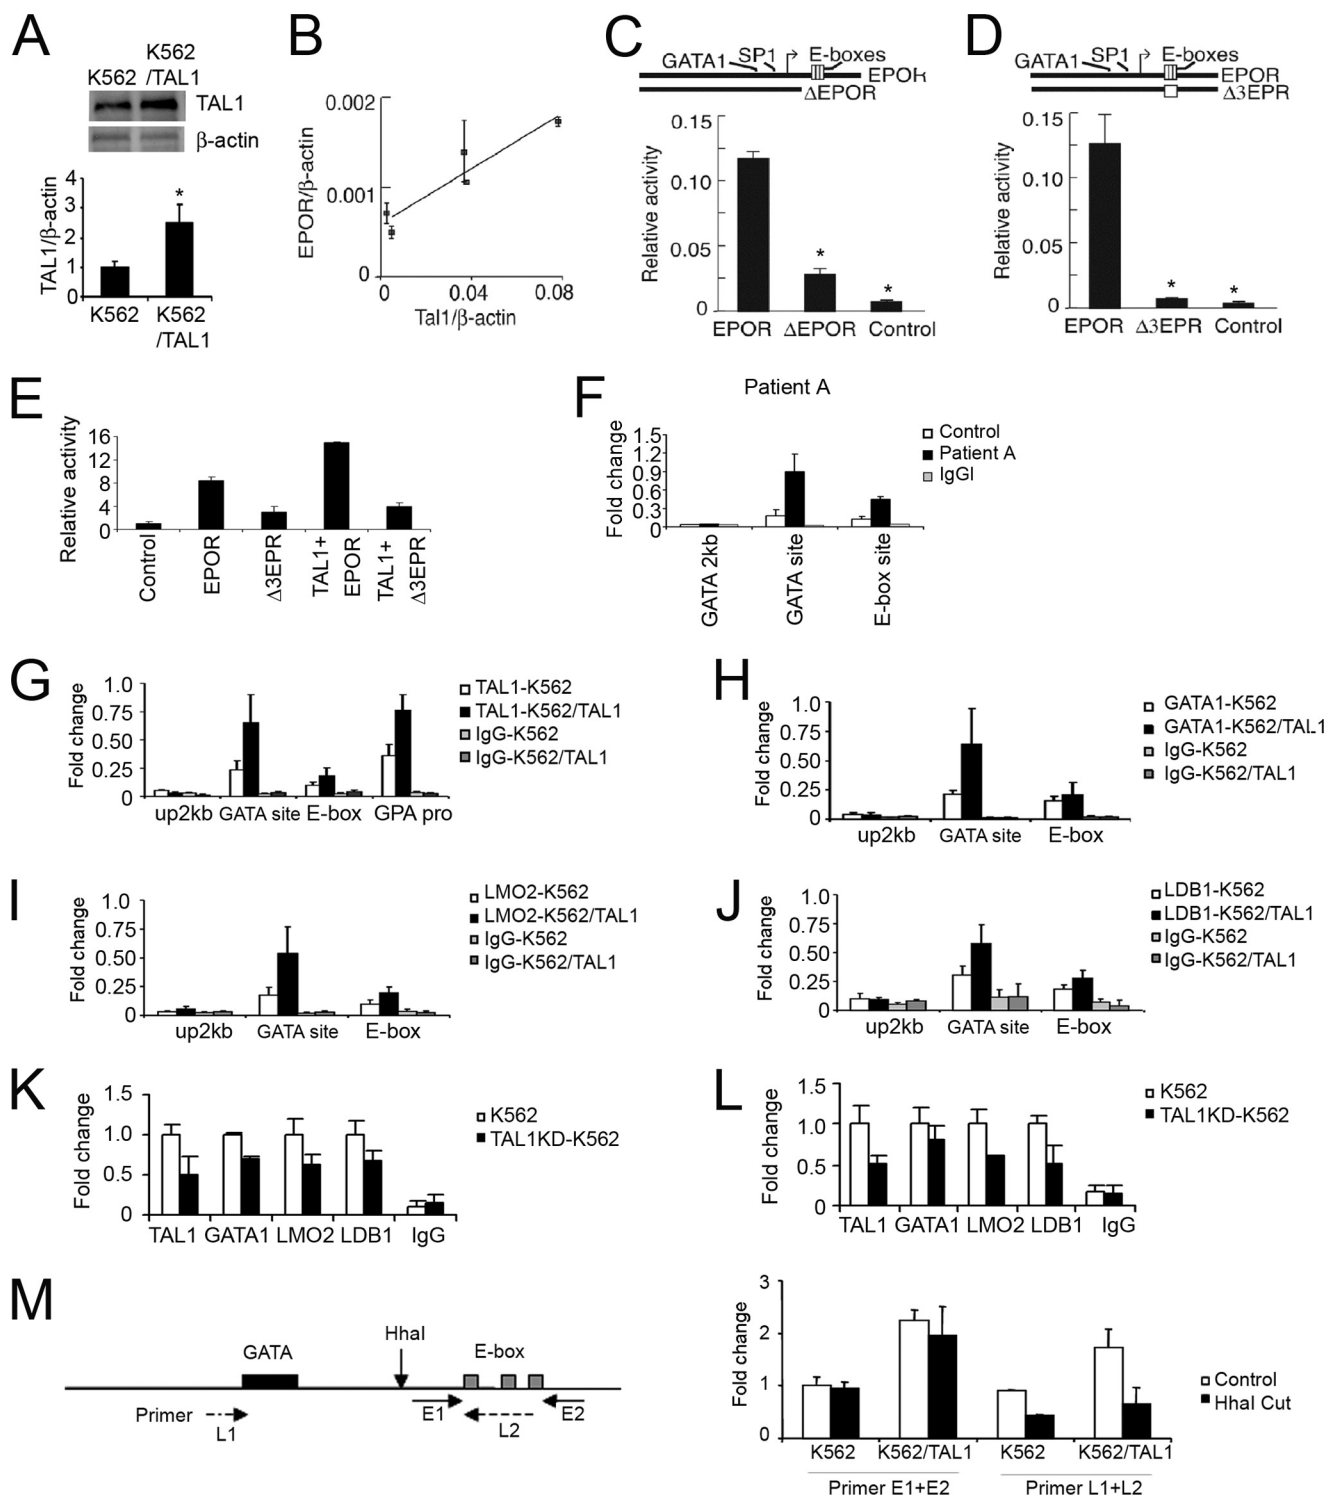 A
K562
K562
/TAL1
TAL1
β-actin
TAL1/β-actin
4
3
2
1
0
*
K562
K562
/TAL1
B
EPOR/β-actin
0.002
0.001
0
0
0.04
0.08
Tal1/β-actin
C
GATA1
SP1
E-boxes
EPOR
ΔEPOR
Relative activity
0.15
0.10
0.05
0
*
*
EPOR
ΔEPOR
Control
D
GATA1
SP1
E-boxes
EPOR
Δ3EPR
Relative activity
0.15
0.10
0.05
0
*
*
EPOR
Δ3EPR
Control
E
Relative activity
16
12
8
4
0
Control
EPOR
Δ3EPR
TAL1+
EPOR
TAL1+
Δ3EPR
F
Patient A
Fold change
1.5
1.2
0.9
0.6
0.3
0
GATA 2kb
GATA site
E-box site
Control
Patient A
IgGl
G
Fold change
1.0
0.75
0.50
0.25
0
up2kb
GATA site
E-box
GPA pro
TAL1-K562
TAL1-K562/TAL1
IgG-K562
IgG-K562/TAL1
H
Fold change
1.0
0.75
0.50
0.25
0
up2kb
GATA site
E-box
GATA1-K562
GATA1-K562/TAL1
IgG-K562
IgG-K562/TAL1
I
Fold change
1.0
0.75
0.50
0.25
0
up2kb
GATA site
E-box
LMO2-K562
LMO2-K562/TAL1
IgG-K562
IgG-K562/TAL1
J
Fold change
1.0
0.75
0.50
0.25
0
up2kb
GATA site
E-box
LDB1-K562
LDB1-K562/TAL1
IgG-K562
IgG-K562/TAL1
K
Fold change
1.5
1.0
0.5
0
TAL1 GATA1 LMO2 LDB1 IgG
K562
TAL1KD-K562
L
Fold change
1.5
1.0
0.5
0
TAL1 GATA1 LMO2 LDB1 IgG
K562
TAL1KD-K562
M
GATA
HhaI
E-box
Primer
L1
E1
L2
E2
Fold change
3
2
1
0
K562
K562/TAL1
K562
K562/TAL1
Primer E1+E2
Primer L1+L2
Control
HhaI Cut